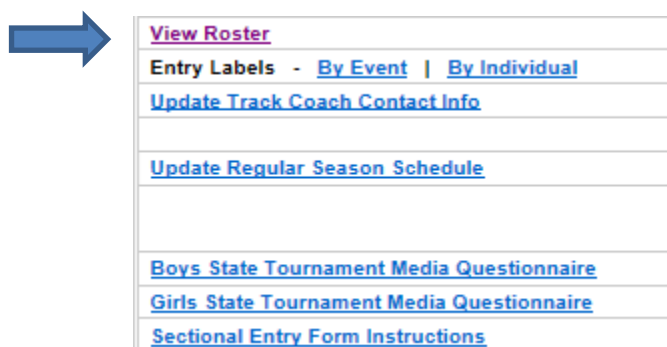 View Roster
Entry Labels - By Event | By Individual
Update Track Coach Contact Info
Update Regular Season Schedule
Boys State Tournament Media Questionnaire
Girls State Tournament Media Questionnaire
Sectional Entry Form Instructions